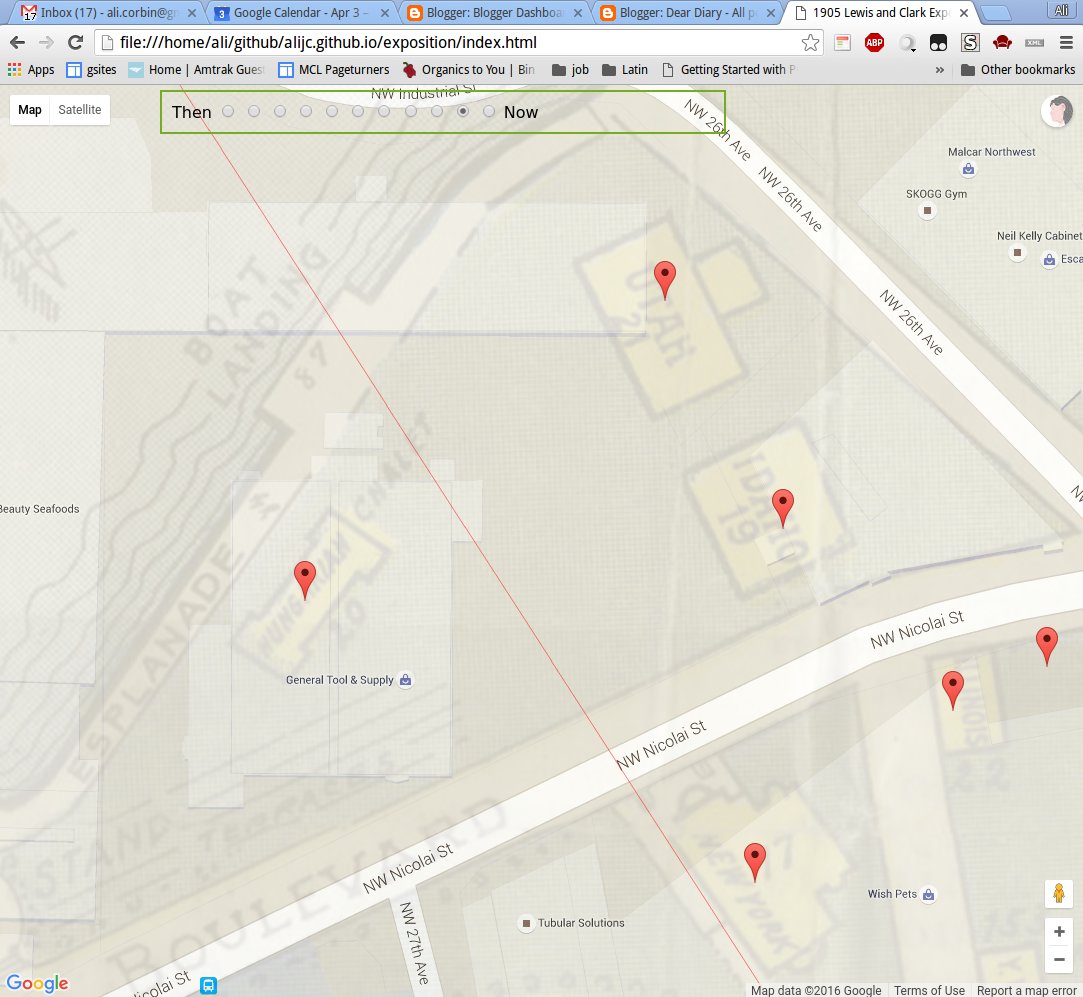 Ali
Inbox (17) - ali.corbin@gm
Google Calendar - Apr 3 -
Blogger: Blogger Dashboa
Blogger: Dear Diary - All p
1905 Lewis and Clark Exp
file:///home/ali/github/alijc.github.io/exposition/index.html
ABP
S
XML
Apps
gsites
Home | Amtrak Guest
MCL Pageturners
Organics to You | Bin
job
Latin
Getting Started with P
»
Other bookmarks
Map
Satellite
Then
Now
NW Industrial St
NW 26th Ave
NW 26th Ave
NW 26th Ave
Malcar Northwest
SKOGG Gym
Neil Kelly Cabinet
Esca
BOAT
LANDING
87
UTAH
21
IDAHO
19
Beauty Seafoods
ESPLANADE
General Tool & Supply
NW Nicolai St
NW Nicolai St
NW Nicolai St
Nicolai St
22
NEW YORK
17
BOULEVARD
Wish Pets
Tubular Solutions
NW 27th Ave
Google
+
−
Map data ©2016 Google
Terms of Use
Report a map error